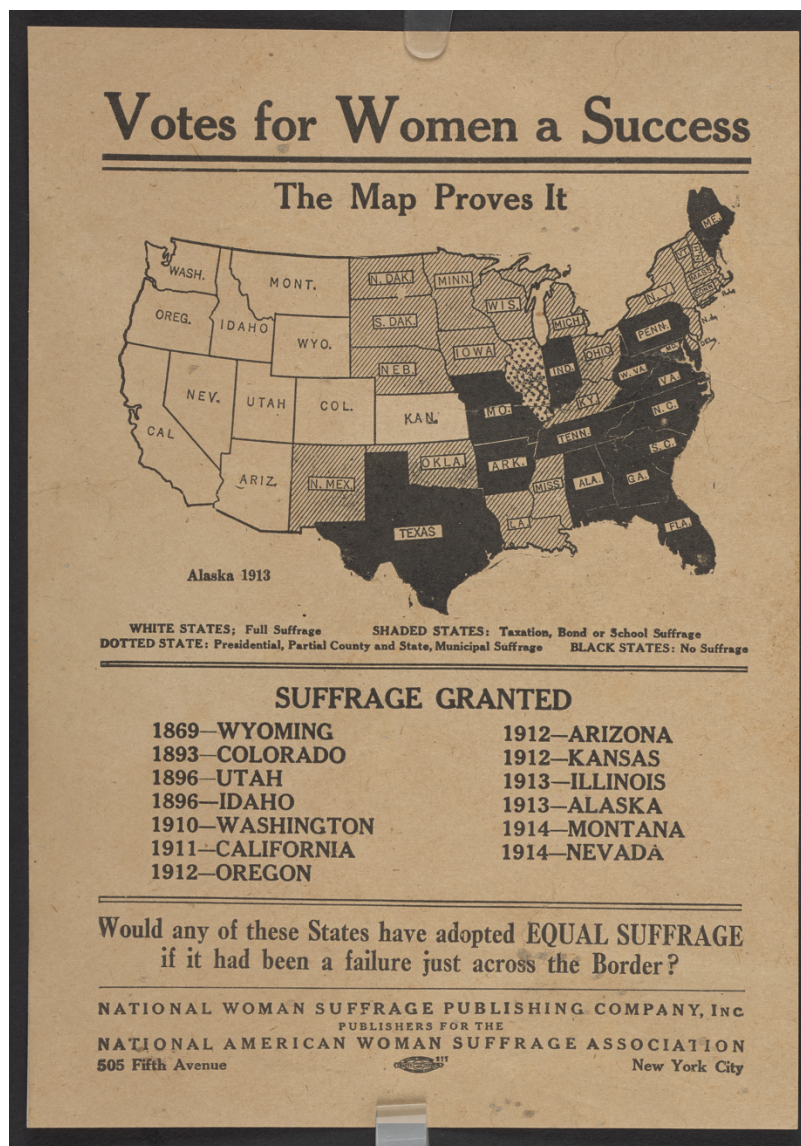 Votes for Women a Success
The Map Proves It
ME.
WASH.
MONT.
N. DAK.
MINN.
VT.
N.H.
MASS.
CONN.
OREG.
IDAHO
S. DAK.
WIS.
MICH.
N.Y.
WYO.
IOWA
PENN.
N.J.
NEV.
UTAH
COL.
NEB.
IND.
OHIO
MD.
DEL.
W. VA.
VA.
CAL
KAN.
MO.
KY.
N.C.
ARIZ.
N. MEX.
OKLA.
ARK.
TENN.
S.C.
TEXAS
LA.
MISS.
ALA.
GA.
FLA.
Alaska 1913
WHITE STATES; Full Suffrage SHADED STATES: Taxation, Bond or School Suffrage
DOTTED STATE: Presidential, Partial County and State, Municipal Suffrage BLACK STATES: No Suffrage
SUFFRAGE GRANTED
1869—WYOMING
1893—COLORADO
1896—UTAH
1896—IDAHO
1910—WASHINGTON
1911—CALIFORNIA
1912—OREGON
1912—ARIZONA
1912—KANSAS
1913—ILLINOIS
1913—ALASKA
1914—MONTANA
1914—NEVADA
Would any of these States have adopted EQUAL SUFFRAGE
if it had been a failure just across the Border?
NATIONAL WOMAN SUFFRAGE PUBLISHING COMPANY, INC
PUBLISHERS FOR THE
NATIONAL AMERICAN WOMAN SUFFRAGE ASSOCIATION
505 Fifth Avenue New York City